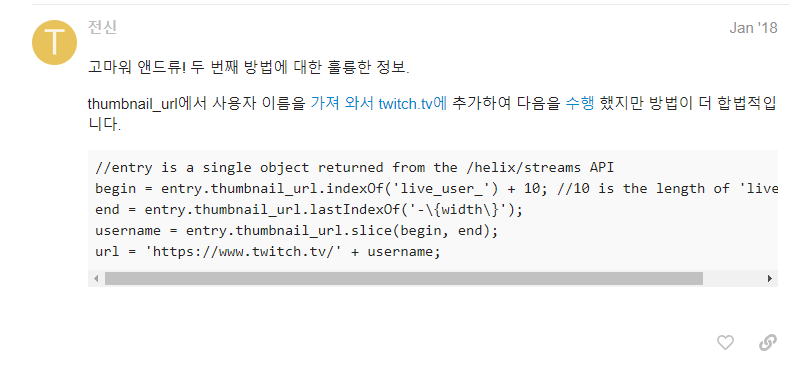 T
전신
Jan '18
고마워 앤드류! 두 번째 방법에 대한 훌륭한 정보.
thumbnail_url에서 사용자 이름을 가져 와서 twitch.tv에 추가하여 다음을 수행 했지만 방법이 더 합법적입
니다.
//entry is a single object returned from the /helix/streams API
begin = entry.thumbnail_url.indexOf('live_user_') + 10; //10 is the length of 'live
end = entry.thumbnail_url.lastIndexOf('-\{width\}');
username = entry.thumbnail_url.slice(begin, end);
url = 'https://www.twitch.tv/' + username;